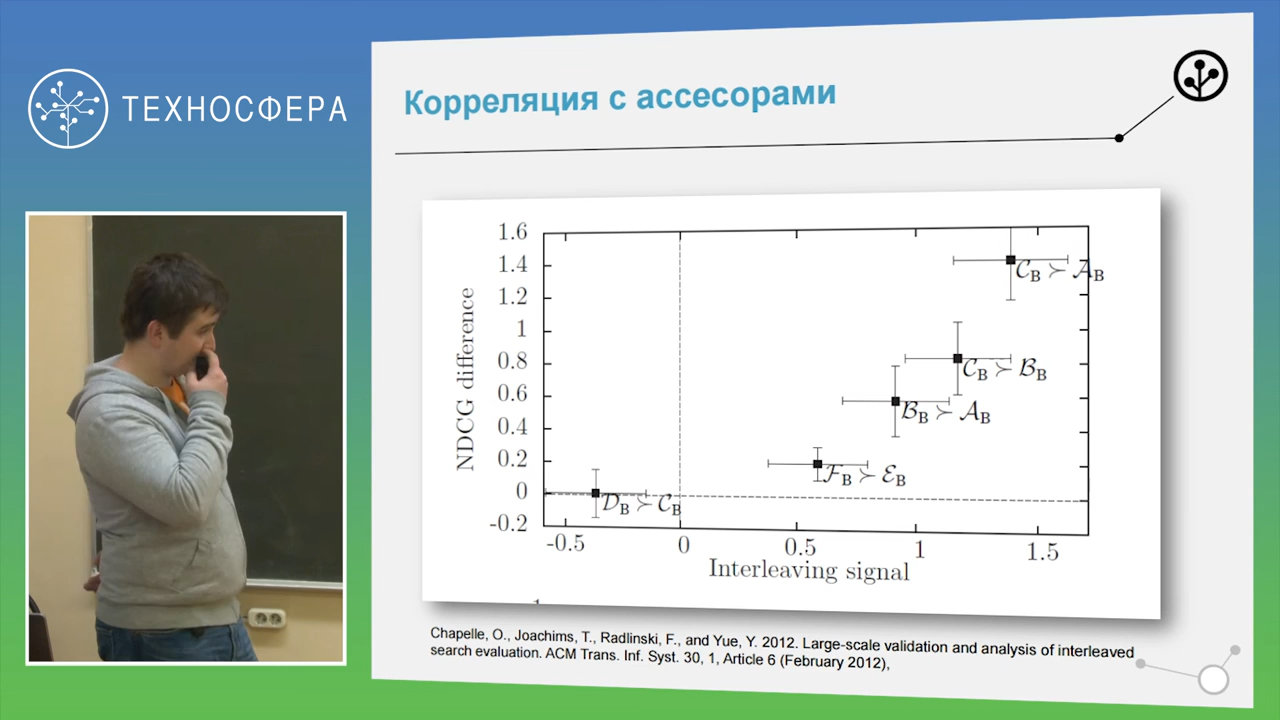 ТЕХНОСФЕРА
Корреляция с ассесорами
1.6
1.4
1.2
1
0.8
0.6
0.4
0.2
0
-0.2
NDCG difference
C_B ≻ A_B
C_B ≻ B_B
B_B ≻ A_B
F_B ≻ E_B
D_B ≻ C_B
-0.5 0 0.5 1 1.5
Interleaving signal
Chapelle, O., Joachims, T., Radlinski, F., and Yue, Y. 2012. Large-scale validation and analysis of interleaved
search evaluation. ACM Trans. Inf. Syst. 30, 1, Article 6 (February 2012),